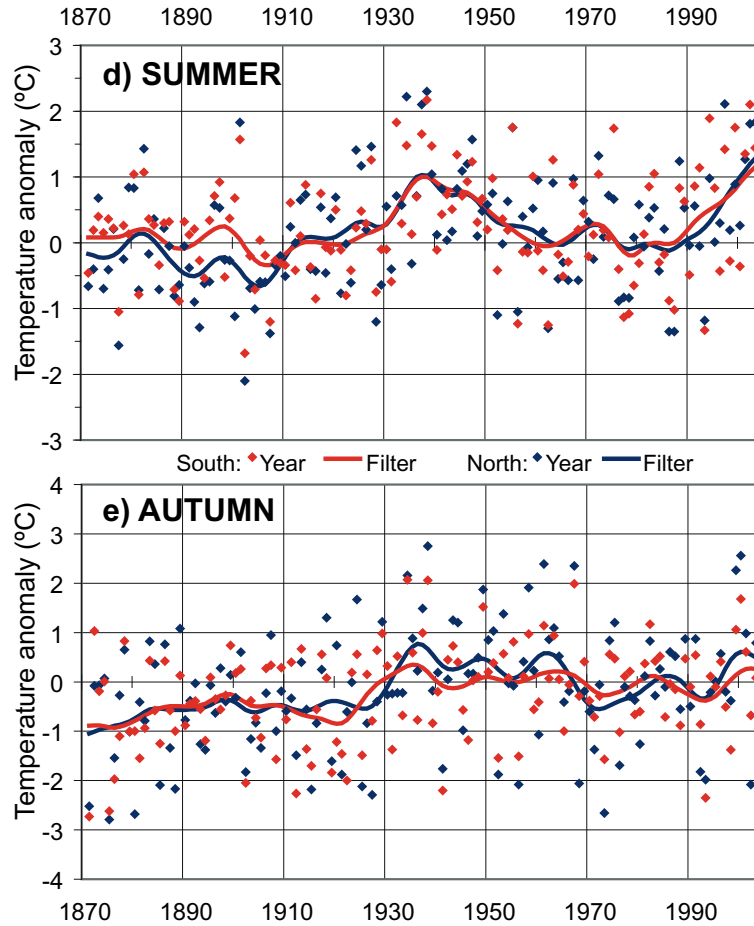 1870 1890 1910 1930 1950 1970 1990
3
d) SUMMER
2
1
0
-1
-2
-3
Temperature anomaly (ºC)
South: Year Filter North: Year Filter
4
e) AUTUMN
3
2
1
0
-1
-2
-3
-4
Temperature anomaly (ºC)
1870 1890 1910 1930 1950 1970 1990